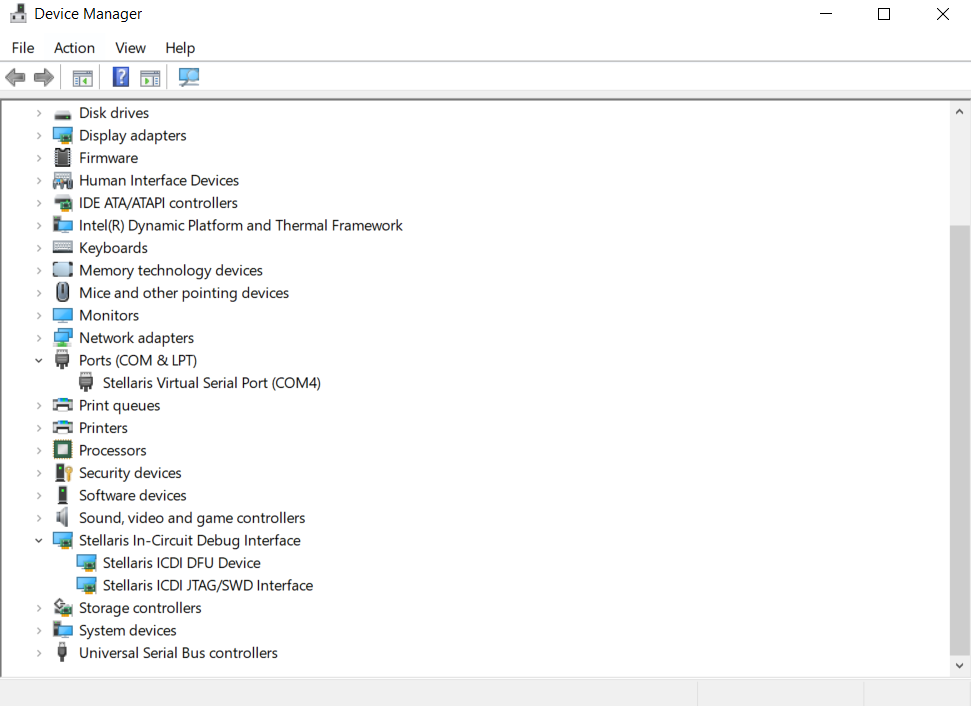 Device Manager
File Action View Help
?
Disk drives
Display adapters
Firmware
Human Interface Devices
IDE ATA/ATAPI controllers
Intel(R) Dynamic Platform and Thermal Framework
Keyboards
Memory technology devices
Mice and other pointing devices
Monitors
Network adapters
Ports (COM & LPT)
Stellaris Virtual Serial Port (COM4)
Print queues
Printers
Processors
Security devices
Software devices
Sound, video and game controllers
Stellaris In-Circuit Debug Interface
Stellaris ICDI DFU Device
Stellaris ICDI JTAG/SWD Interface
Storage controllers
System devices
Universal Serial Bus controllers